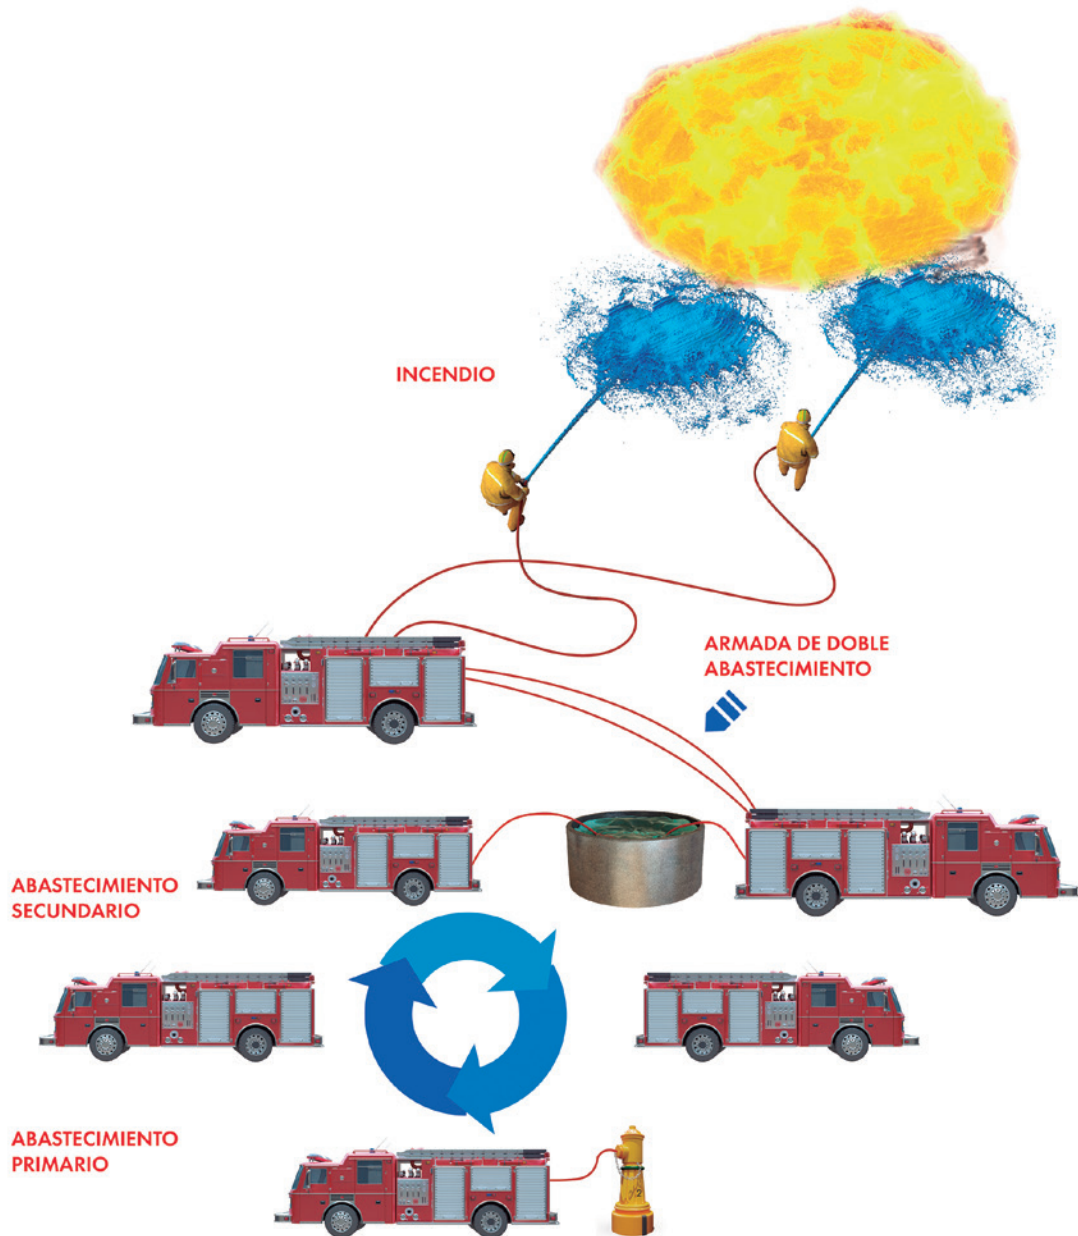 INCENDIO
ARMADA DE DOBLE
ABASTECIMIENTO
ABASTECIMIENTO
SECUNDARIO
ABASTECIMIENTO
PRIMARIO